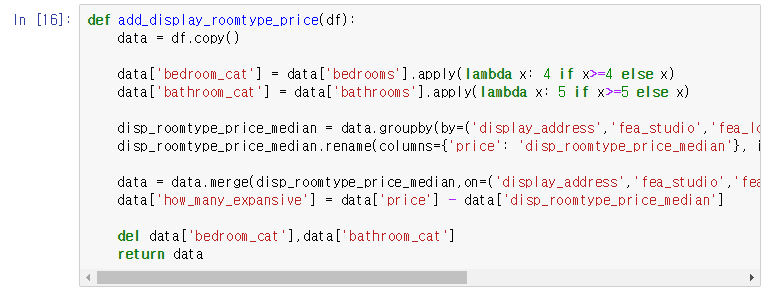 In [16]: def add_display_roomtype_price(df):
    data = df.copy()

    data['bedroom_cat'] = data['bedrooms'].apply(lambda x: 4 if x>=4 else x)
    data['bathroom_cat'] = data['bathrooms'].apply(lambda x: 5 if x>=5 else x)

    disp_roomtype_price_median = data.groupby(by=('display_address','fea_studio','fea_lo
    disp_roomtype_price_median.rename(columns={'price': 'disp_roomtype_price_median'}, i

    data = data.merge(disp_roomtype_price_median,on=('display_address','fea_studio','fea
    data['how_many_expansive'] = data['price'] - data['disp_roomtype_price_median']

    del data['bedroom_cat'],data['bathroom_cat']
    return data